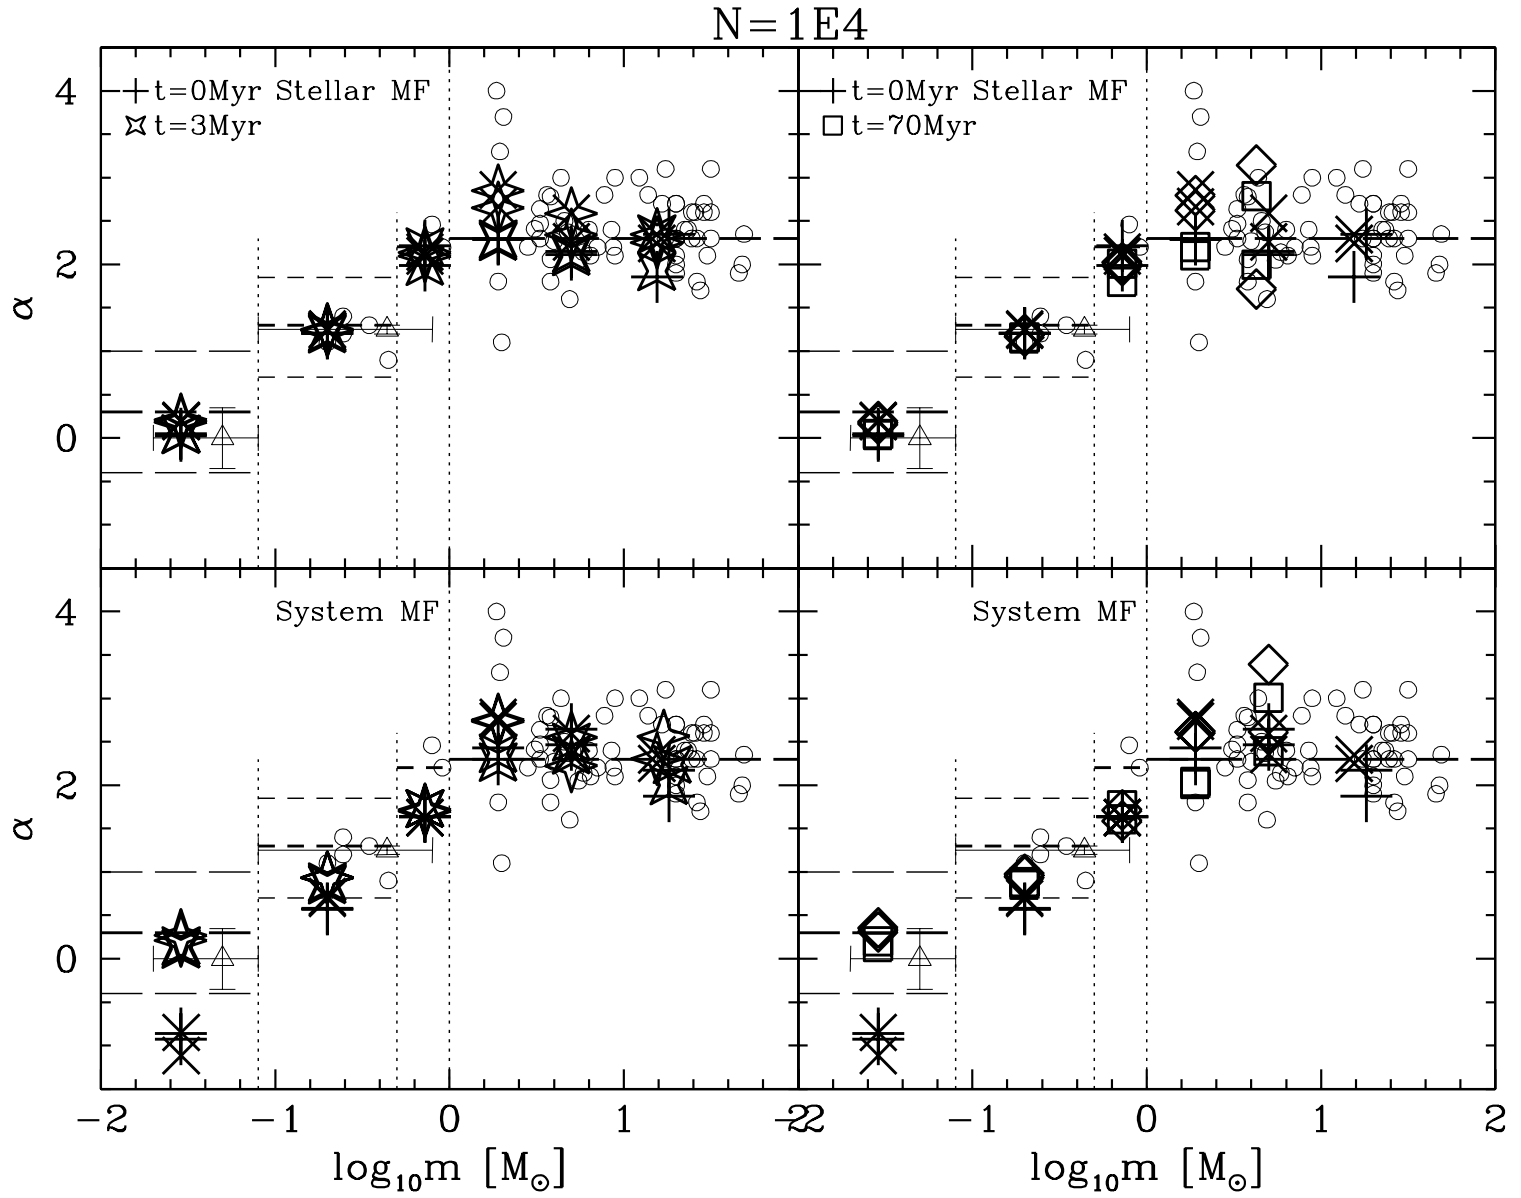 N=1E4
t=0Myr Stellar MF
t=3Myr
t=0Myr Stellar MF
t=70Myr
4
2
0
α
System MF
System MF
4
2
0
α
−2 −1 0 1 2
−2 −1 0 1 2
log₁₀m [M☉]
log₁₀m [M☉]